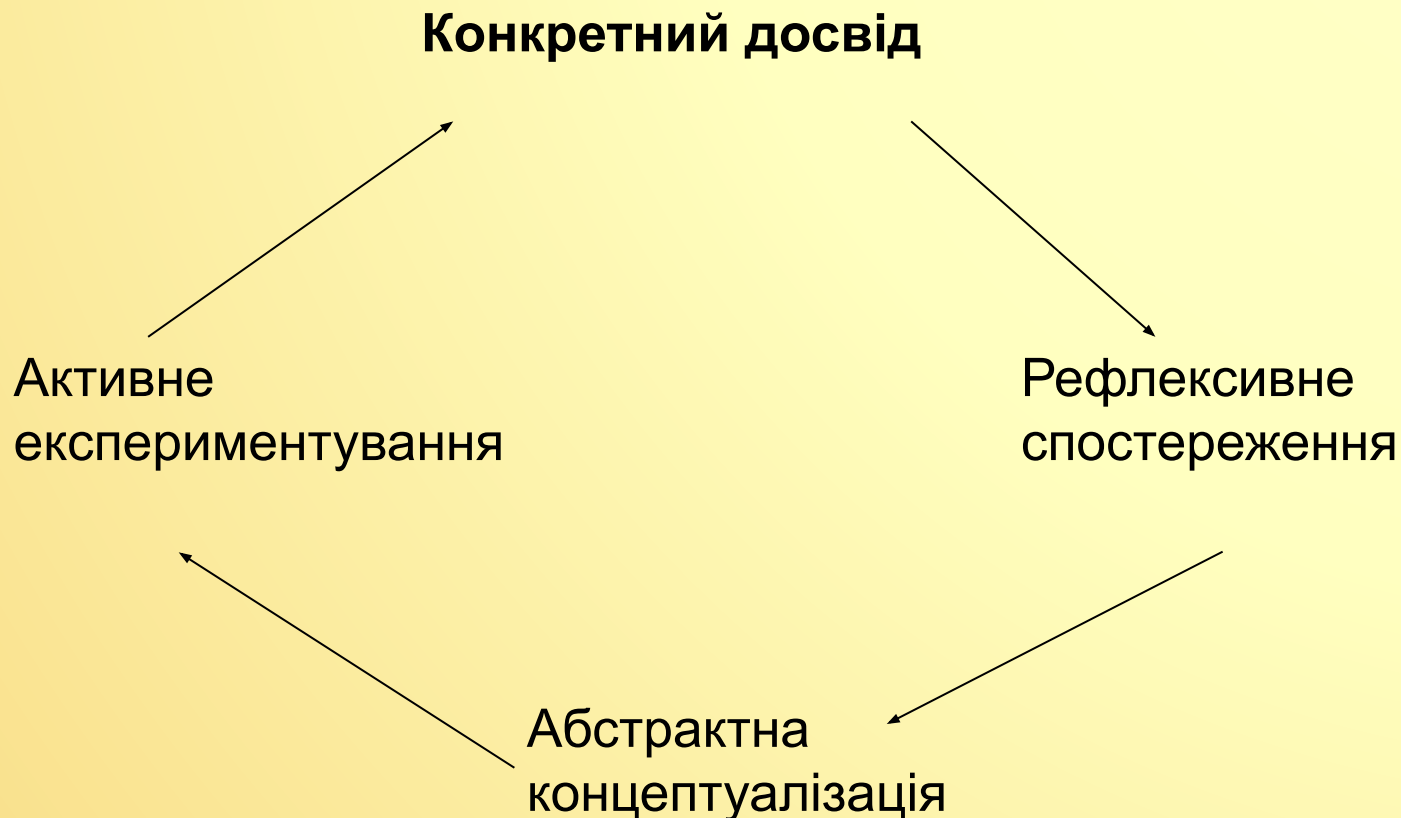 Конкретний досвід
Активне
експериментування
Рефлексивне
спостереження
Абстрактна
концептуалізація